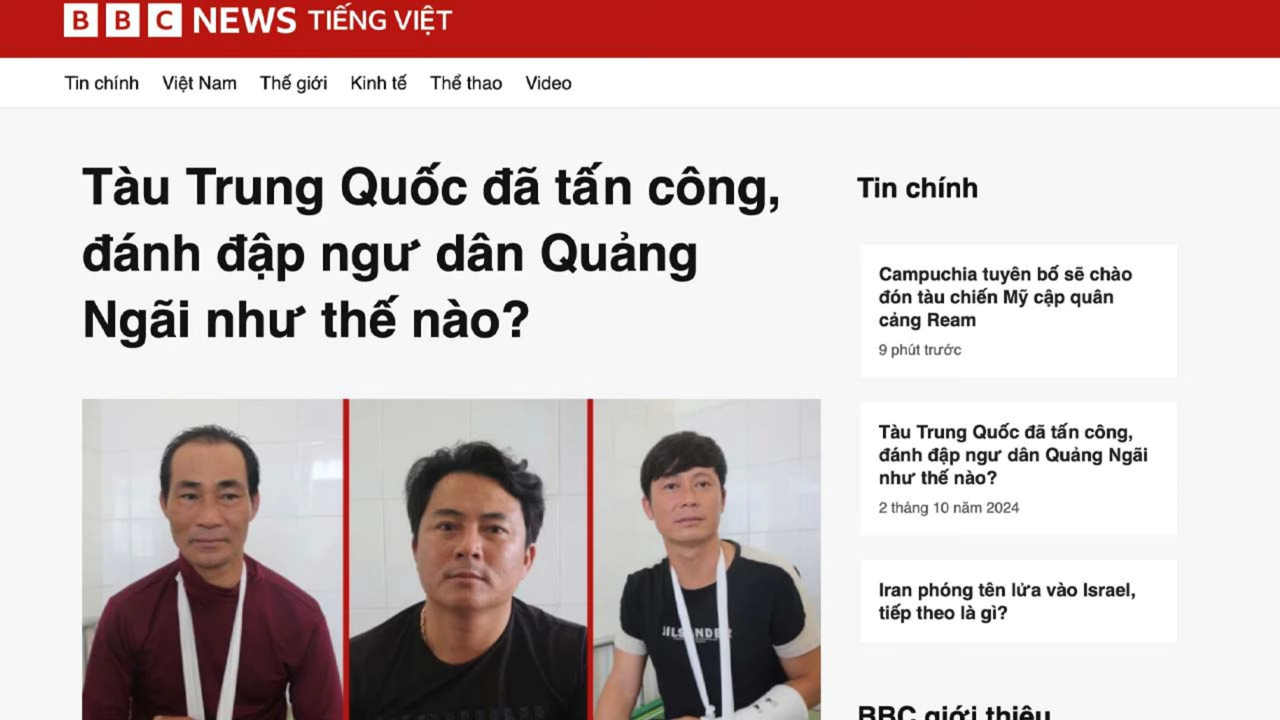 BBC NEWS TIẾNG VIỆT
Tin chính Việt Nam Thế giới Kinh tế Thể thao Video
Tàu Trung Quốc đã tấn công,
đánh đập ngư dân Quảng
Ngãi như thế nào?
Tin chính
Campuchia tuyên bố sẽ chào
đón tàu chiến Mỹ cập quân
cảng Ream
9 phút trước
Tàu Trung Quốc đã tấn công,
đánh đập ngư dân Quảng Ngãi
như thế nào?
2 tháng 10 năm 2024
Iran phóng tên lửa vào Israel,
tiếp theo là gì?
BBC giới thiệu